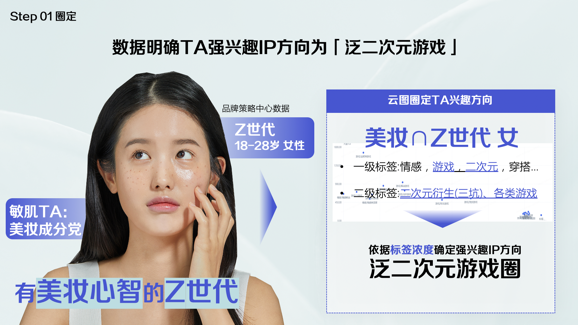 Step 01 圈定
数据明确TA强兴趣IP方向为「泛二次元游戏」
品牌策略中心数据
Z世代
18-28岁 女性
敏肌TA：
美妆成分党
有美妆心智的Z世代
云图圈定TA兴趣方向
美妆∩Z世代 女
• 一级标签:情感，游戏，二次元，穿搭...
• 二级标签:二次元衍生(三坑)、各类游戏
依据标签浓度确定强兴趣IP方向
泛二次元游戏圈